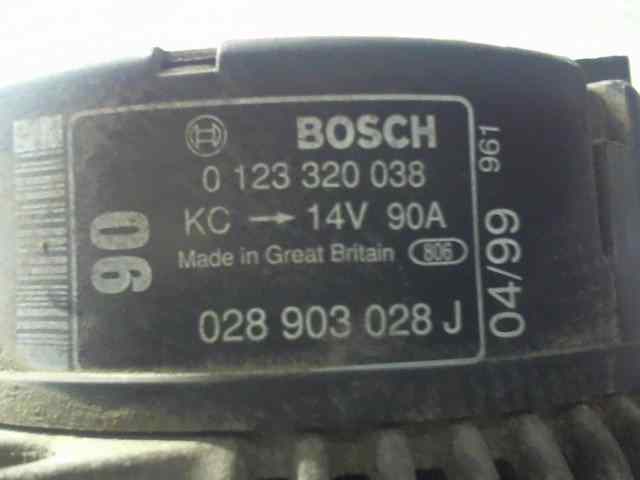 BOSCH
0 123 320 038
KC → 14V 90A
Made in Great Britain 806
028 903 028 J
90
04/99 961